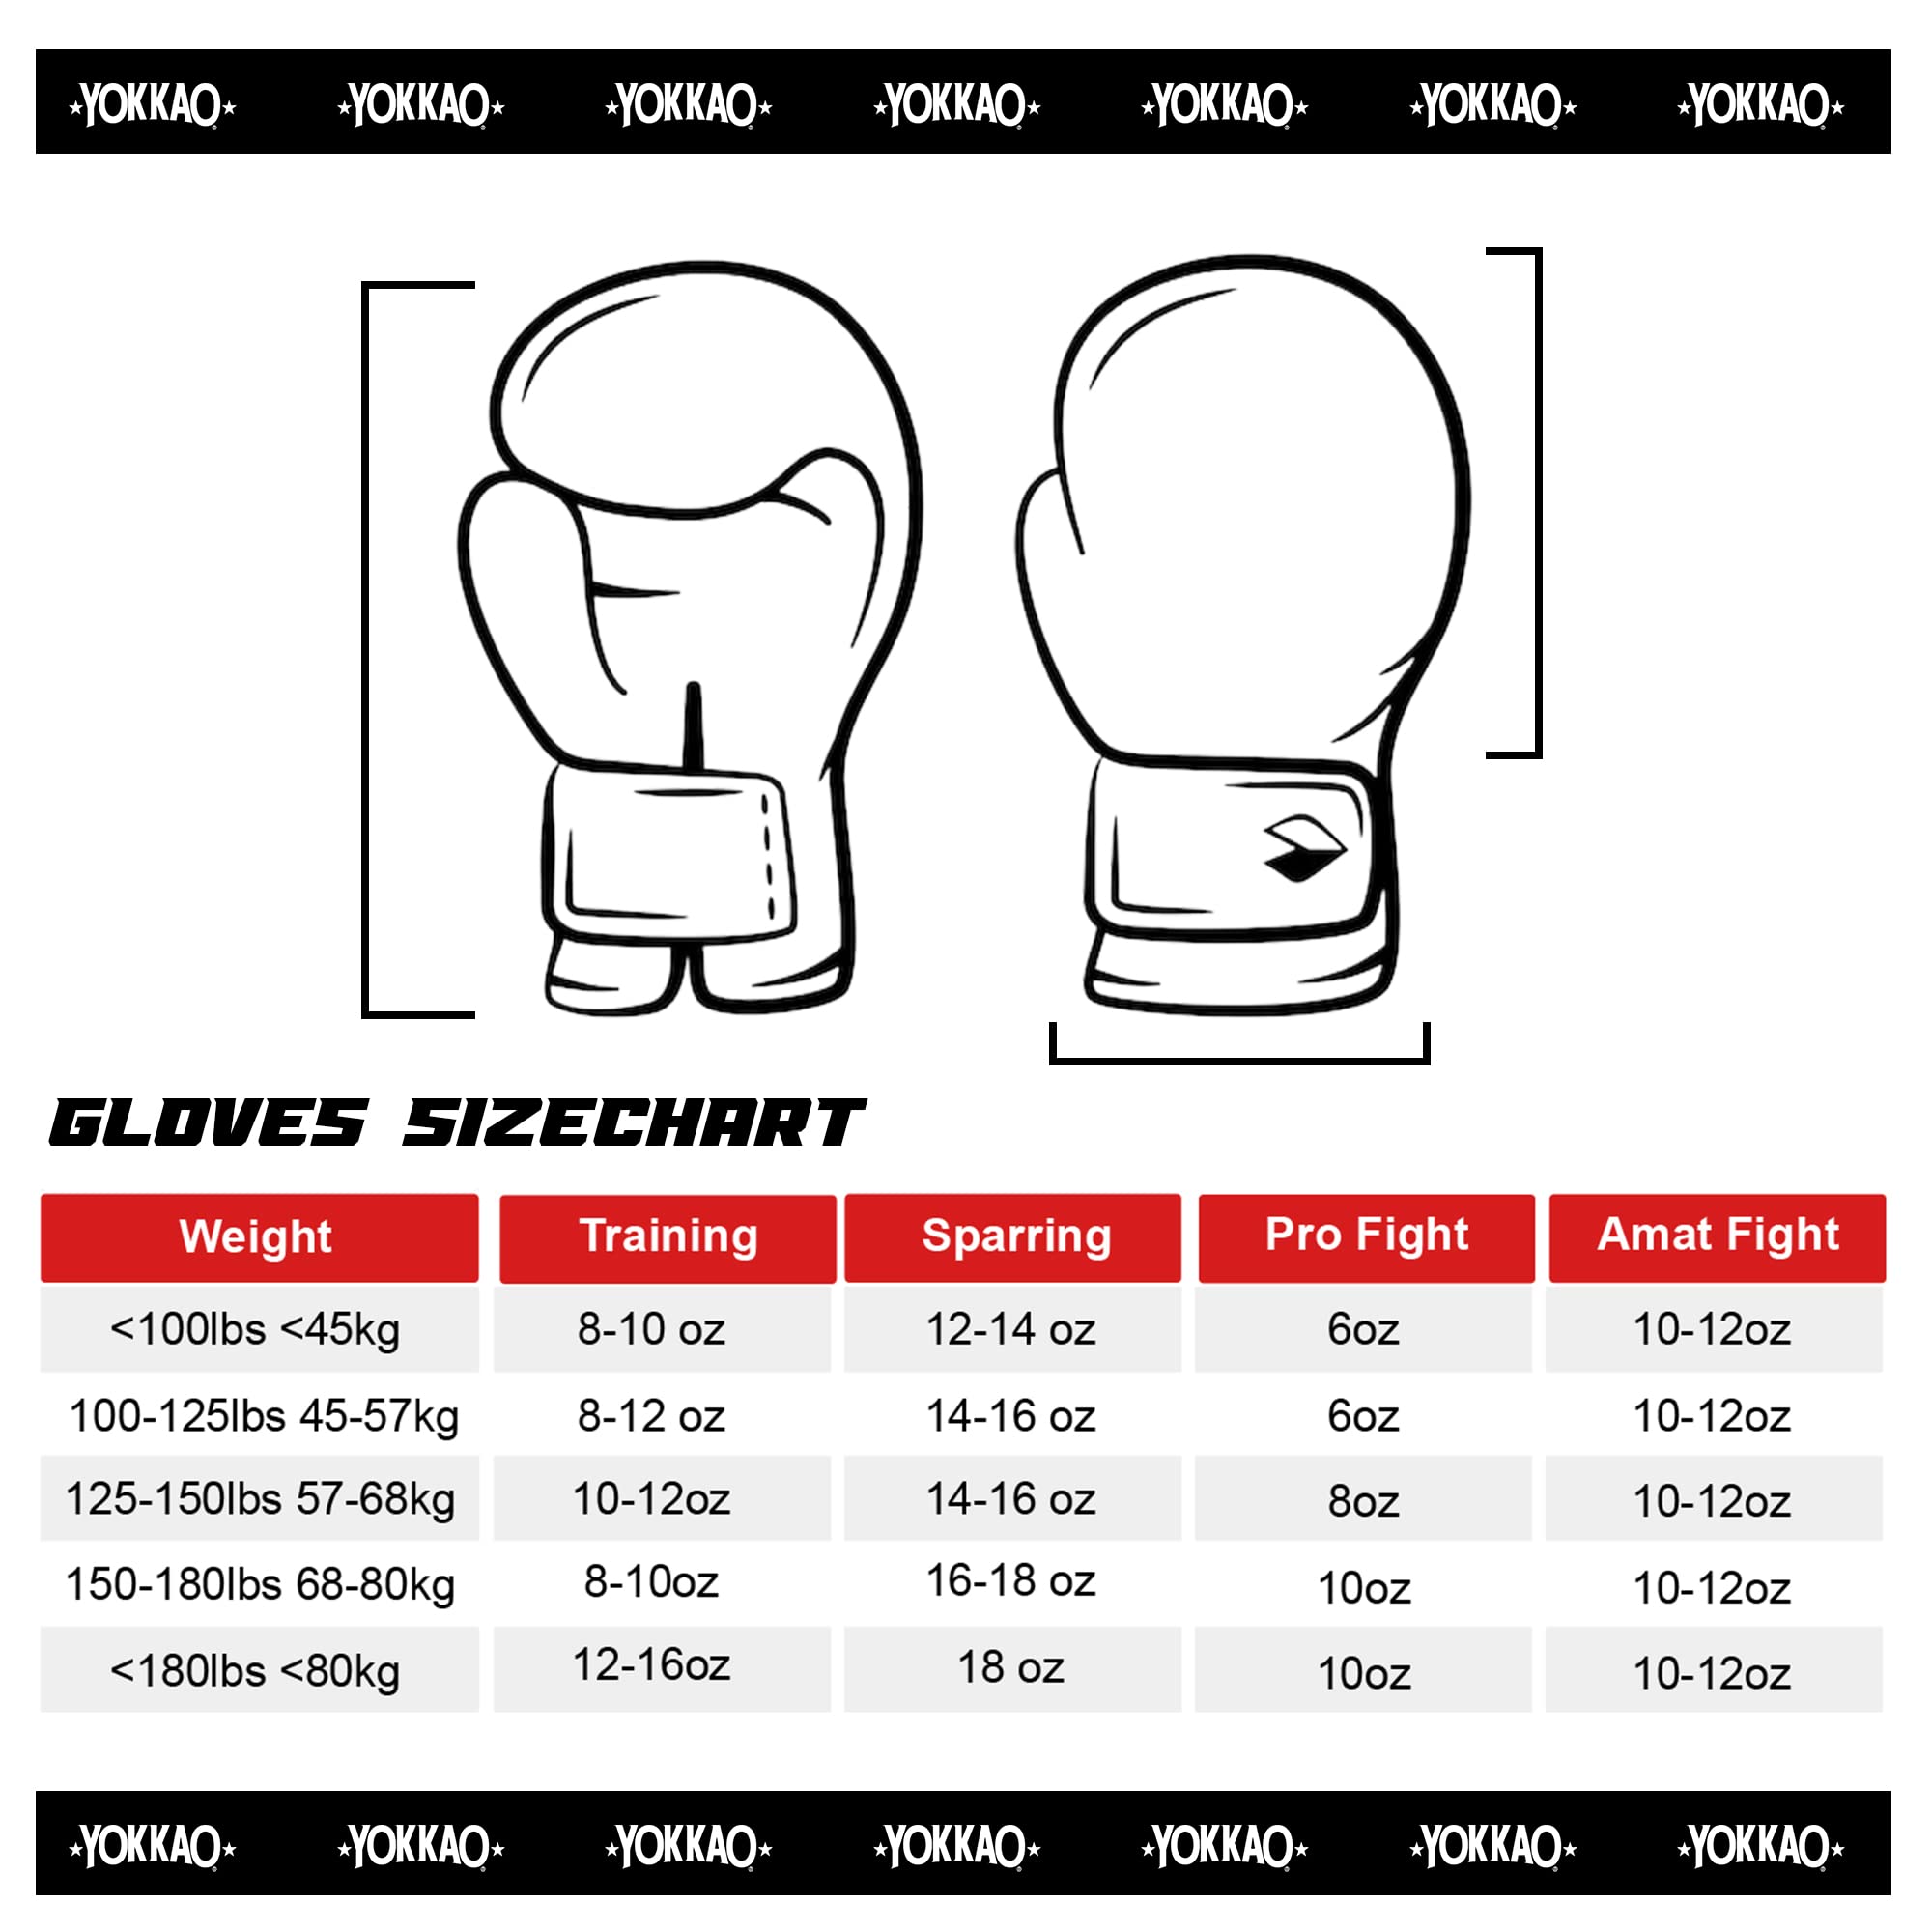 YOKKAO YOKKAO YOKKAO YOKKAO YOKKAO YOKKAO YOKKAO
GLOVES SIZECHART
Weight Training Sparring Pro Fight Amat Fight
<100lbs <45kg 8-10 oz 12-14 oz 6oz 10-12oz
100-125lbs 45-57kg 8-12 oz 14-16 oz 6oz 10-12oz
125-150lbs 57-68kg 10-12oz 14-16 oz 8oz 10-12oz
150-180lbs 68-80kg 8-10oz 16-18 oz 10oz 10-12oz
<180lbs <80kg 12-16oz 18 oz 10oz 10-12oz
YOKKAO YOKKAO YOKKAO YOKKAO YOKKAO YOKKAO YOKKAO